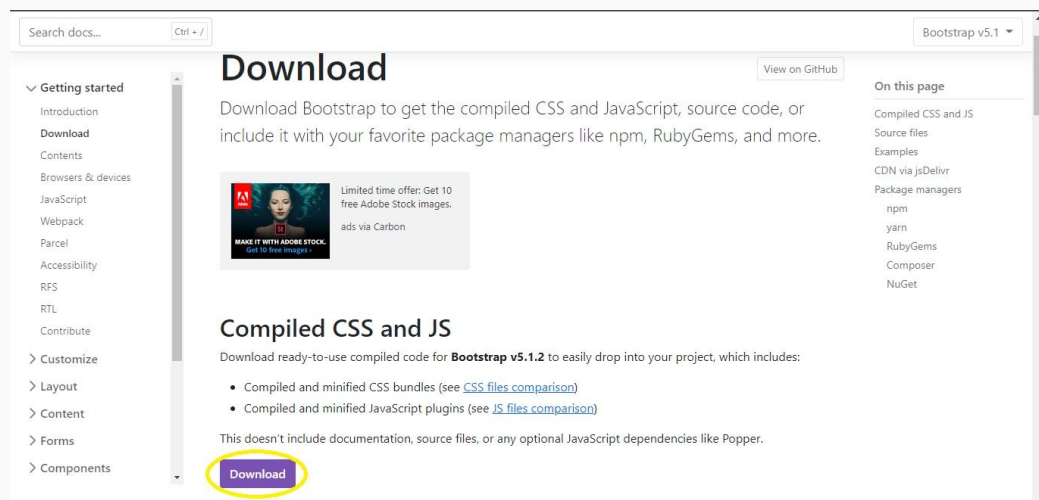 Search docs...
Ctrl + /
Bootstrap v5.1
Getting started
Introduction
Download
Contents
Browsers & devices
JavaScript
Webpack
Parcel
Accessibility
RFS
RTL
Contribute
Customize
Layout
Content
Forms
Components
Download
View on GitHub
Download Bootstrap to get the compiled CSS and JavaScript, source code, or
include it with your favorite package managers like npm, RubyGems, and more.
Adobe
St
MAKE IT WITH ADOBE STOCK.
Get 10 free images ›
Limited time offer: Get 10
free Adobe Stock images.
ads via Carbon
Compiled CSS and JS
Download ready-to-use compiled code for Bootstrap v5.1.2 to easily drop into your project, which includes:
• Compiled and minified CSS bundles (see CSS files comparison)
• Compiled and minified JavaScript plugins (see JS files comparison)
This doesn't include documentation, source files, or any optional JavaScript dependencies like Popper.
Download
On this page
Compiled CSS and JS
Source files
Examples
CDN via jsDelivr
Package managers
npm
yarn
RubyGems
Composer
NuGet